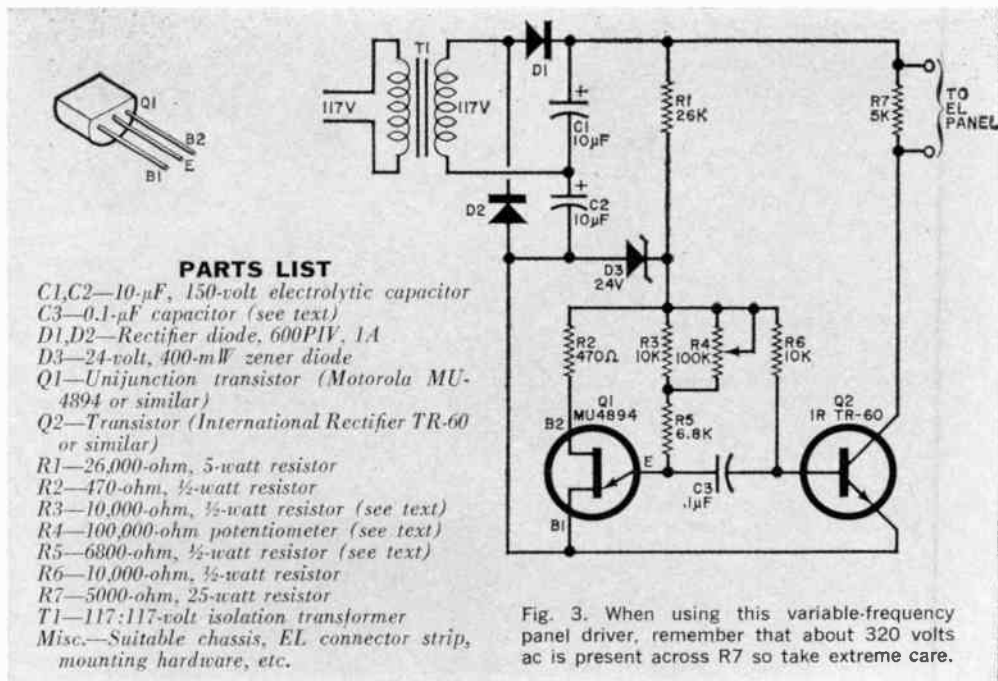 Q1
B2
E
B1
117V
T1
117V
D1
+
C1
10µF
+
C2
10µF
D2
R1
26K
R7
5K
TO
EL
PANEL
D3
24V
R2
470Ω
R3
10K
R4
100K
R6
10K
Q1
MU4894
B2
R5
6.8K
E
B1
C3
.1µF
Q2
IR TR-60
PARTS LIST
C1,C2—10-µF, 150-volt electrolytic capacitor
C3—0.1-µF capacitor (see text)
D1,D2—Rectifier diode, 600PIV, 1A
D3—24-volt, 400-mW zener diode
Q1—Unijunction transistor (Motorola MU-
4894 or similar)
Q2—Transistor (International Rectifier TR-60
or similar)
R1—26,000-ohm, 5-watt resistor
R2—470-ohm, ½-watt resistor
R3—10,000-ohm, ½-watt resistor (see text)
R4—100,000-ohm potentiometer (see text)
R5—6800-ohm, ½-watt resistor (see text)
R6—10,000-ohm, ½-watt resistor
R7—5000-ohm, 25-watt resistor
T1—117:117-volt isolation transformer
Misc.—Suitable chassis, EL connector strip,
mounting hardware, etc.
Fig. 3. When using this variable-frequency
panel driver, remember that about 320 volts
ac is present across R7 so take extreme care.